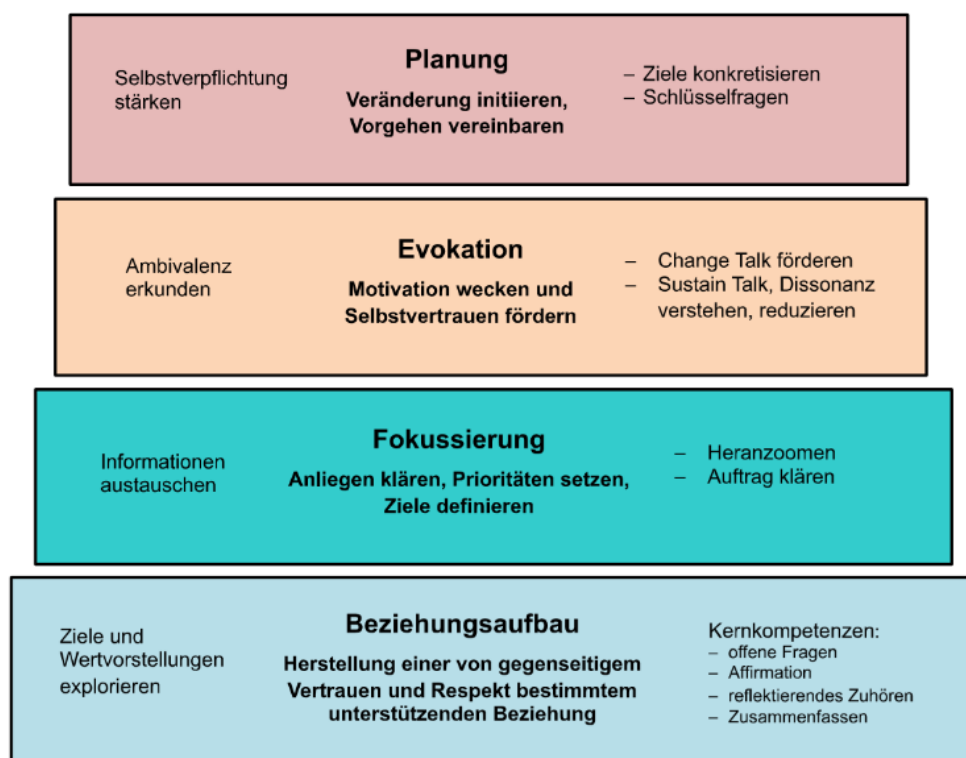 Selbstverpflichtung
stärken
Planung
Veränderung initiieren,
Vorgehen vereinbaren
– Ziele konkretisieren
– Schlüsselfragen
Ambivalenz
erkunden
Evokation
Motivation wecken und
Selbstvertrauen fördern
– Change Talk förderen
– Sustain Talk, Dissonanz
verstehen, reduzieren
Informationen
austauschen
Fokussierung
Anliegen klären, Prioritäten setzen,
Ziele definieren
– Heranzoomen
– Auftrag klären
Ziele und
Wertvorstellungen
explorieren
Beziehungsaufbau
Herstellung einer von gegenseitigem
Vertrauen und Respekt bestimmtem
unterstützenden Beziehung
Kernkompetenzen:
– offene Fragen
– Affirmation
– reflektierendes Zuhören
– Zusammenfassen